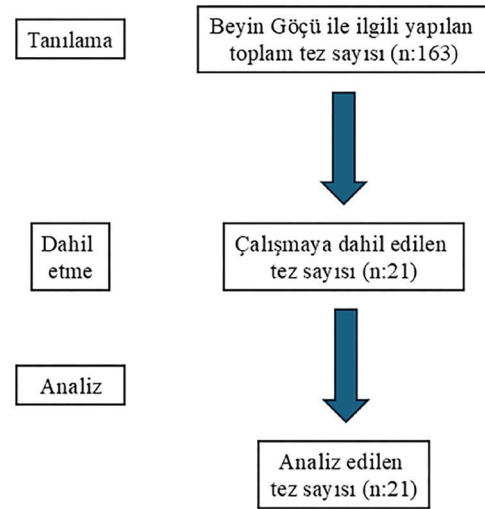 Tanılama
Beyin Göçü ile ilgili yapılan
toplam tez sayısı (n:163)
Dahil
etme
Çalışmaya dahil edilen
tez sayısı (n:21)
Analiz
Analiz edilen
tez sayısı (n:21)